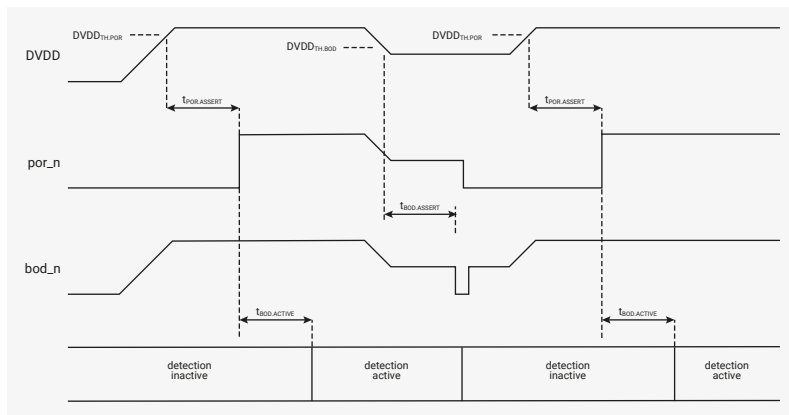 DVDDTH.POR
DVDDTH.BOD
DVDDTH.POR
DVDD
tPOR.ASSERT
tPOR.ASSERT
por_n
tBOD.ASSERT
bod_n
tBOD.ACTIVE
tBOD.ACTIVE
detection
inactive
detection
active
detection
inactive
detection
active